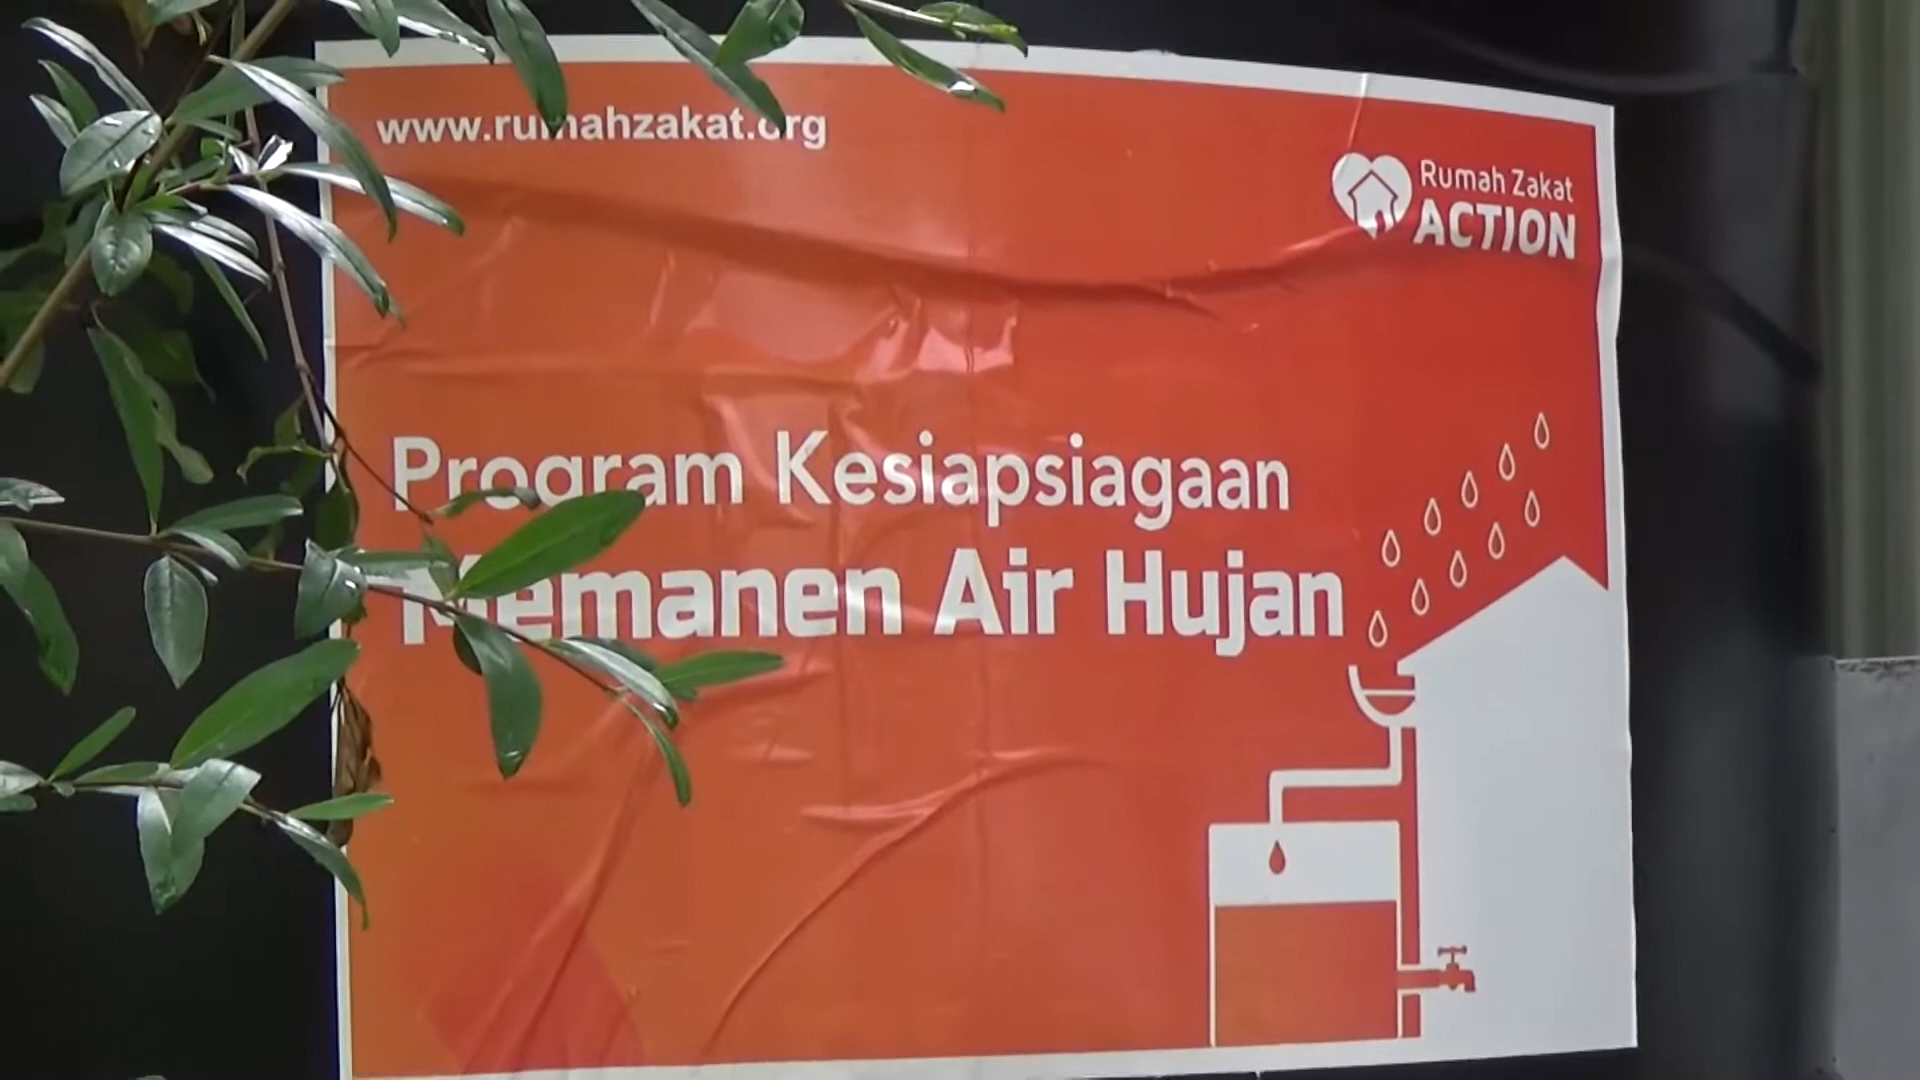 www.rumahzakat.org
Rumah Zakat
ACTION
Program Kesiapsiagaan
Memanen Air Hujan